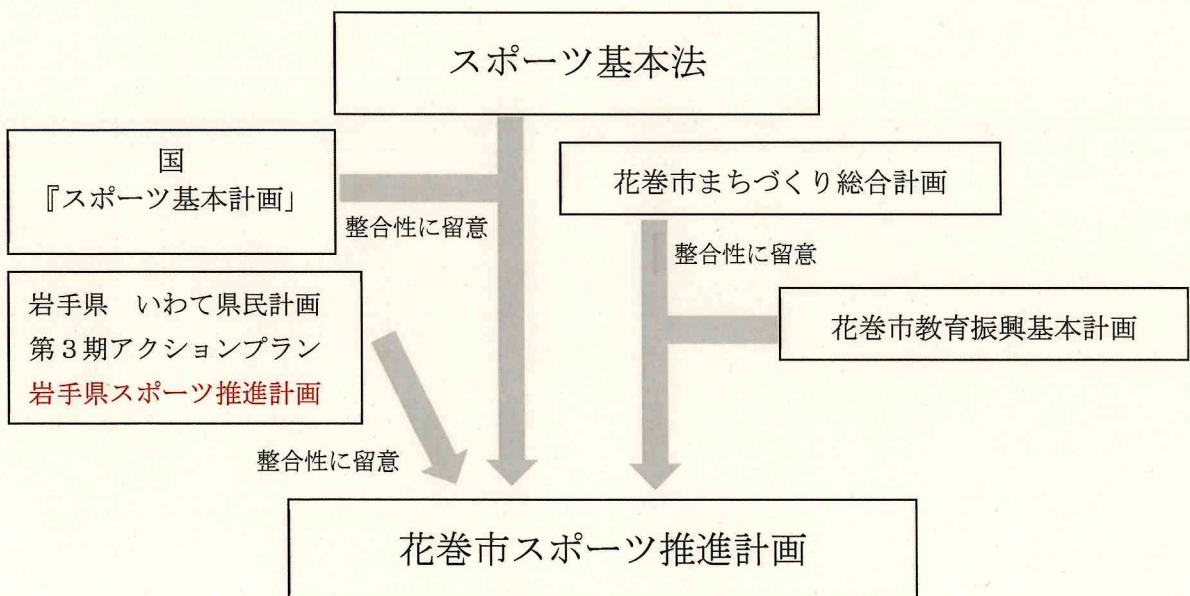 スポーツ基本法
国
『スポーツ基本計画」
整合性に留意
花巻市まちづくり総合計画
整合性に留意
岩手県　いわて県民計画
第３期アクションプラン
岩手県スポーツ推進計画
花巻市教育振興基本計画
整合性に留意
花巻市スポーツ推進計画